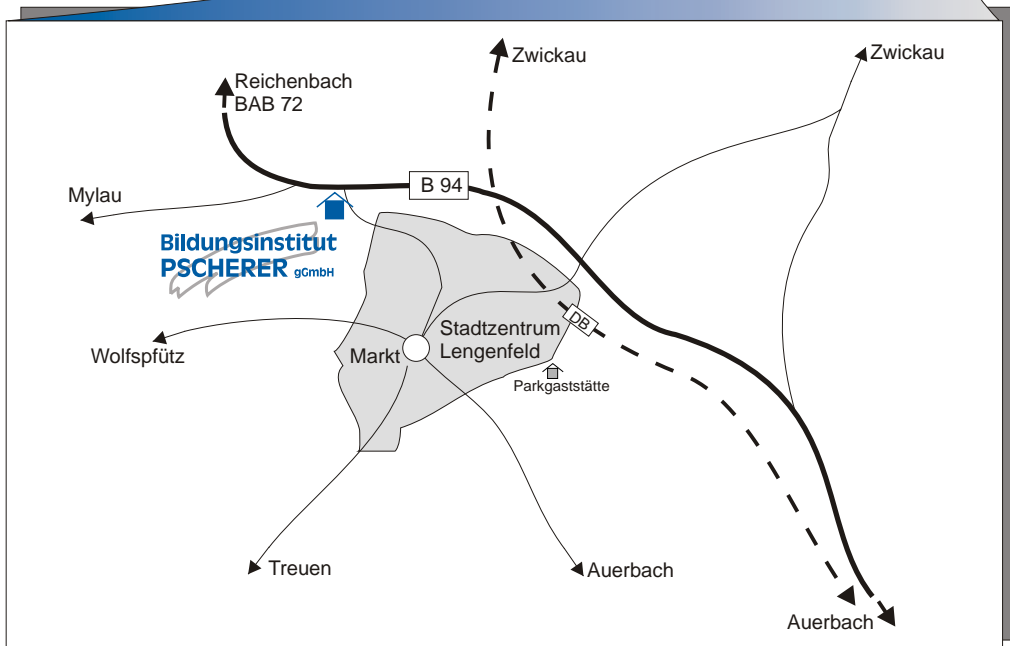 Zwickau
Zwickau
Reichenbach
BAB 72
B 94
Mylau
Bildungsinstitut
PSCHERER gGmbH
DB
Stadtzentrum
Lengenfeld
Markt
Wolfspfütz
Parkgaststätte
Treuen
Auerbach
Auerbach